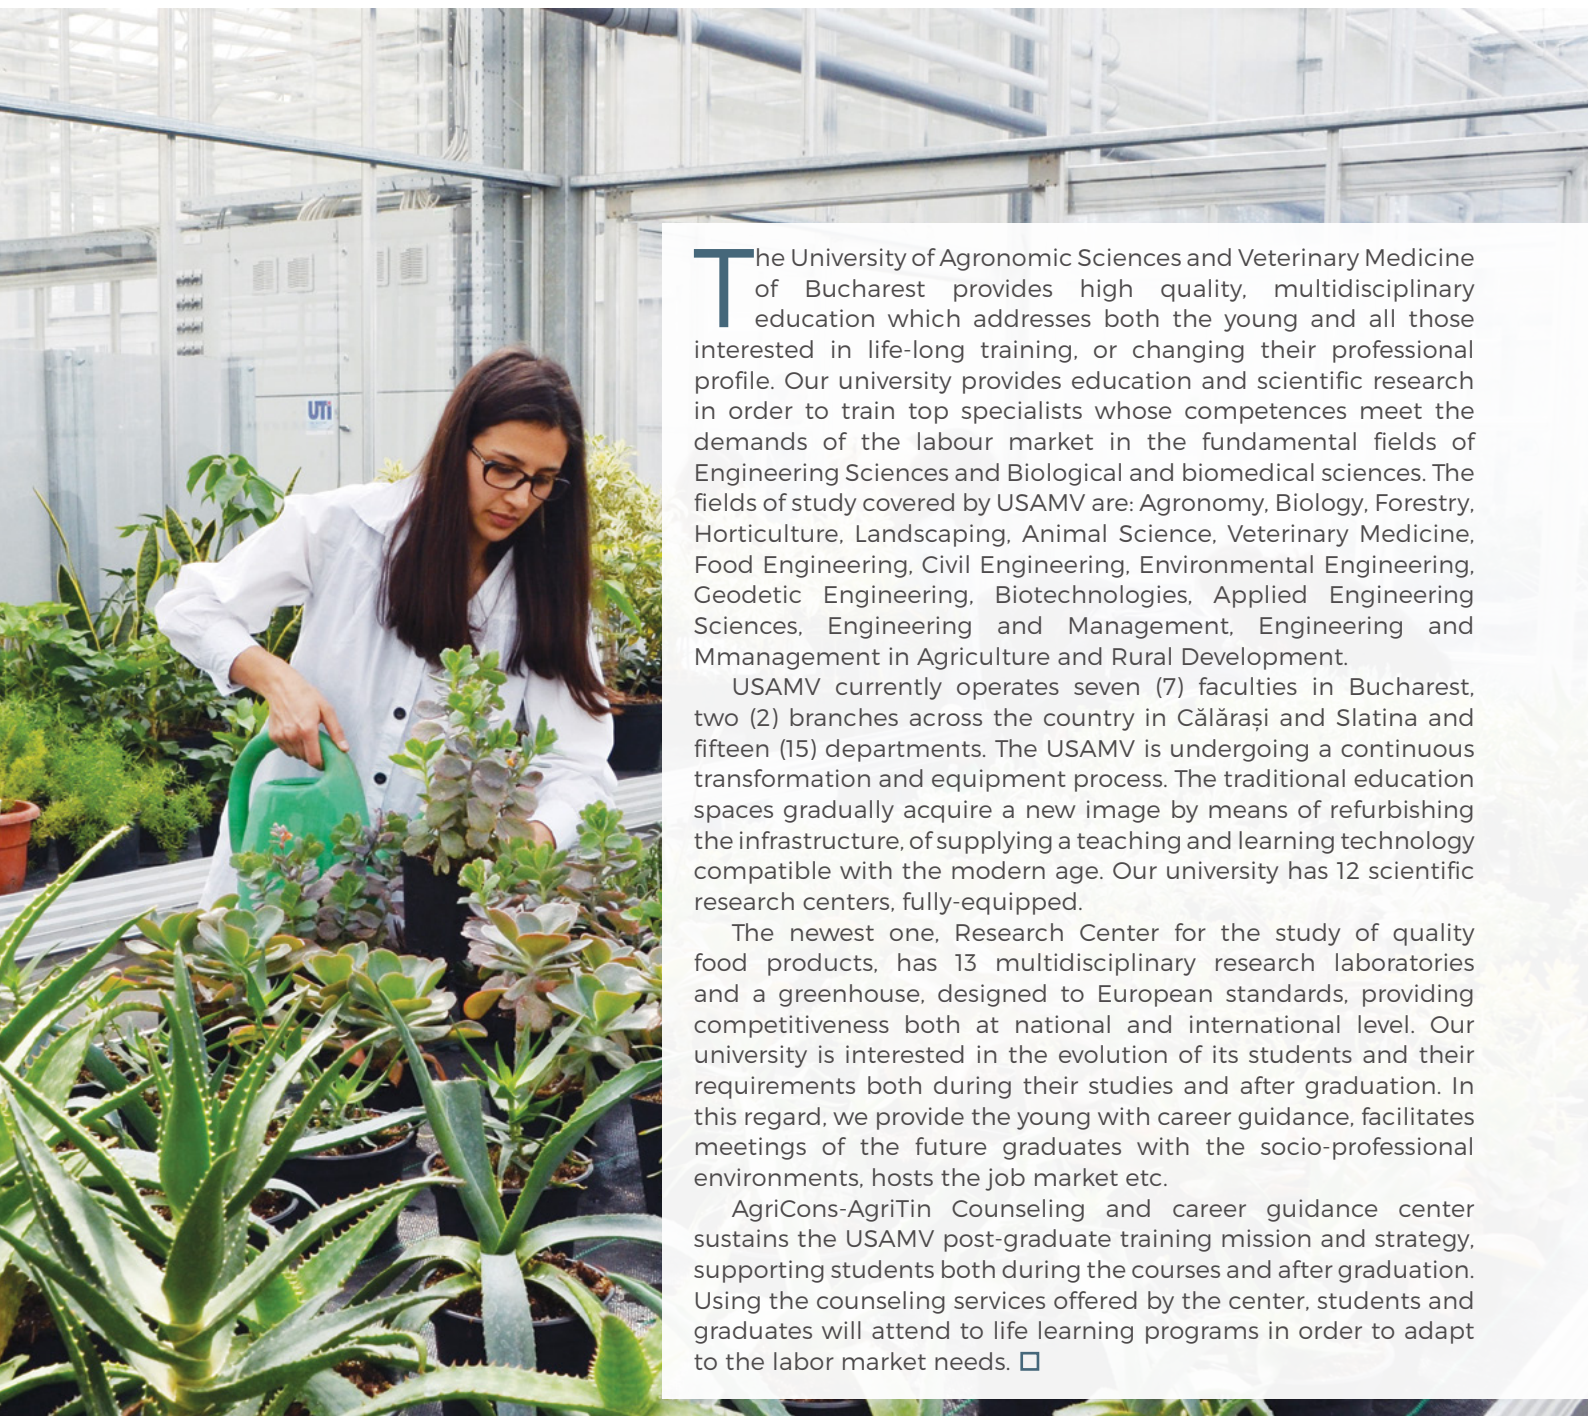 UTi
The University of Agronomic Sciences and Veterinary Medicine
of Bucharest provides high quality, multidisciplinary
education which addresses both the young and all those
interested in life-long training, or changing their professional
profile. Our university provides education and scientific research
in order to train top specialists whose competences meet the
demands of the labour market in the fundamental fields of
Engineering Sciences and Biological and biomedical sciences. The
fields of study covered by USAMV are: Agronomy, Biology, Forestry,
Horticulture, Landscaping, Animal Science, Veterinary Medicine,
Food Engineering, Civil Engineering, Environmental Engineering,
Geodetic Engineering, Biotechnologies, Applied Engineering
Sciences, Engineering and Management, Engineering and
Mmanagement in Agriculture and Rural Development.
USAMV currently operates seven (7) faculties in Bucharest,
two (2) branches across the country in Călărași and Slatina and
fifteen (15) departments. The USAMV is undergoing a continuous
transformation and equipment process. The traditional education
spaces gradually acquire a new image by means of refurbishing
the infrastructure, of supplying a teaching and learning technology
compatible with the modern age. Our university has 12 scientific
research centers, fully-equipped.
The newest one, Research Center for the study of quality
food products, has 13 multidisciplinary research laboratories
and a greenhouse, designed to European standards, providing
competitiveness both at national and international level. Our
university is interested in the evolution of its students and their
requirements both during their studies and after graduation. In
this regard, we provide the young with career guidance, facilitates
meetings of the future graduates with the socio-professional
environments, hosts the job market etc.
AgriCons-AgriTin Counseling and career guidance center
sustains the USAMV post-graduate training mission and strategy,
supporting students both during the courses and after graduation.
Using the counseling services offered by the center, students and
graduates will attend to life learning programs in order to adapt
to the labor market needs.